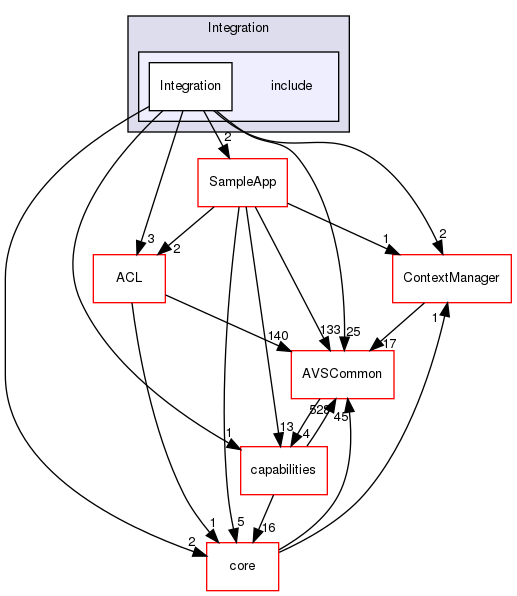 Integration
Integration
include
2
SampleApp
3
2
1
2
ACL
ContextManager
140
133
25
17
1
AVSCommon
528
45
1
13
4
capabilities
2
1
5
16
core